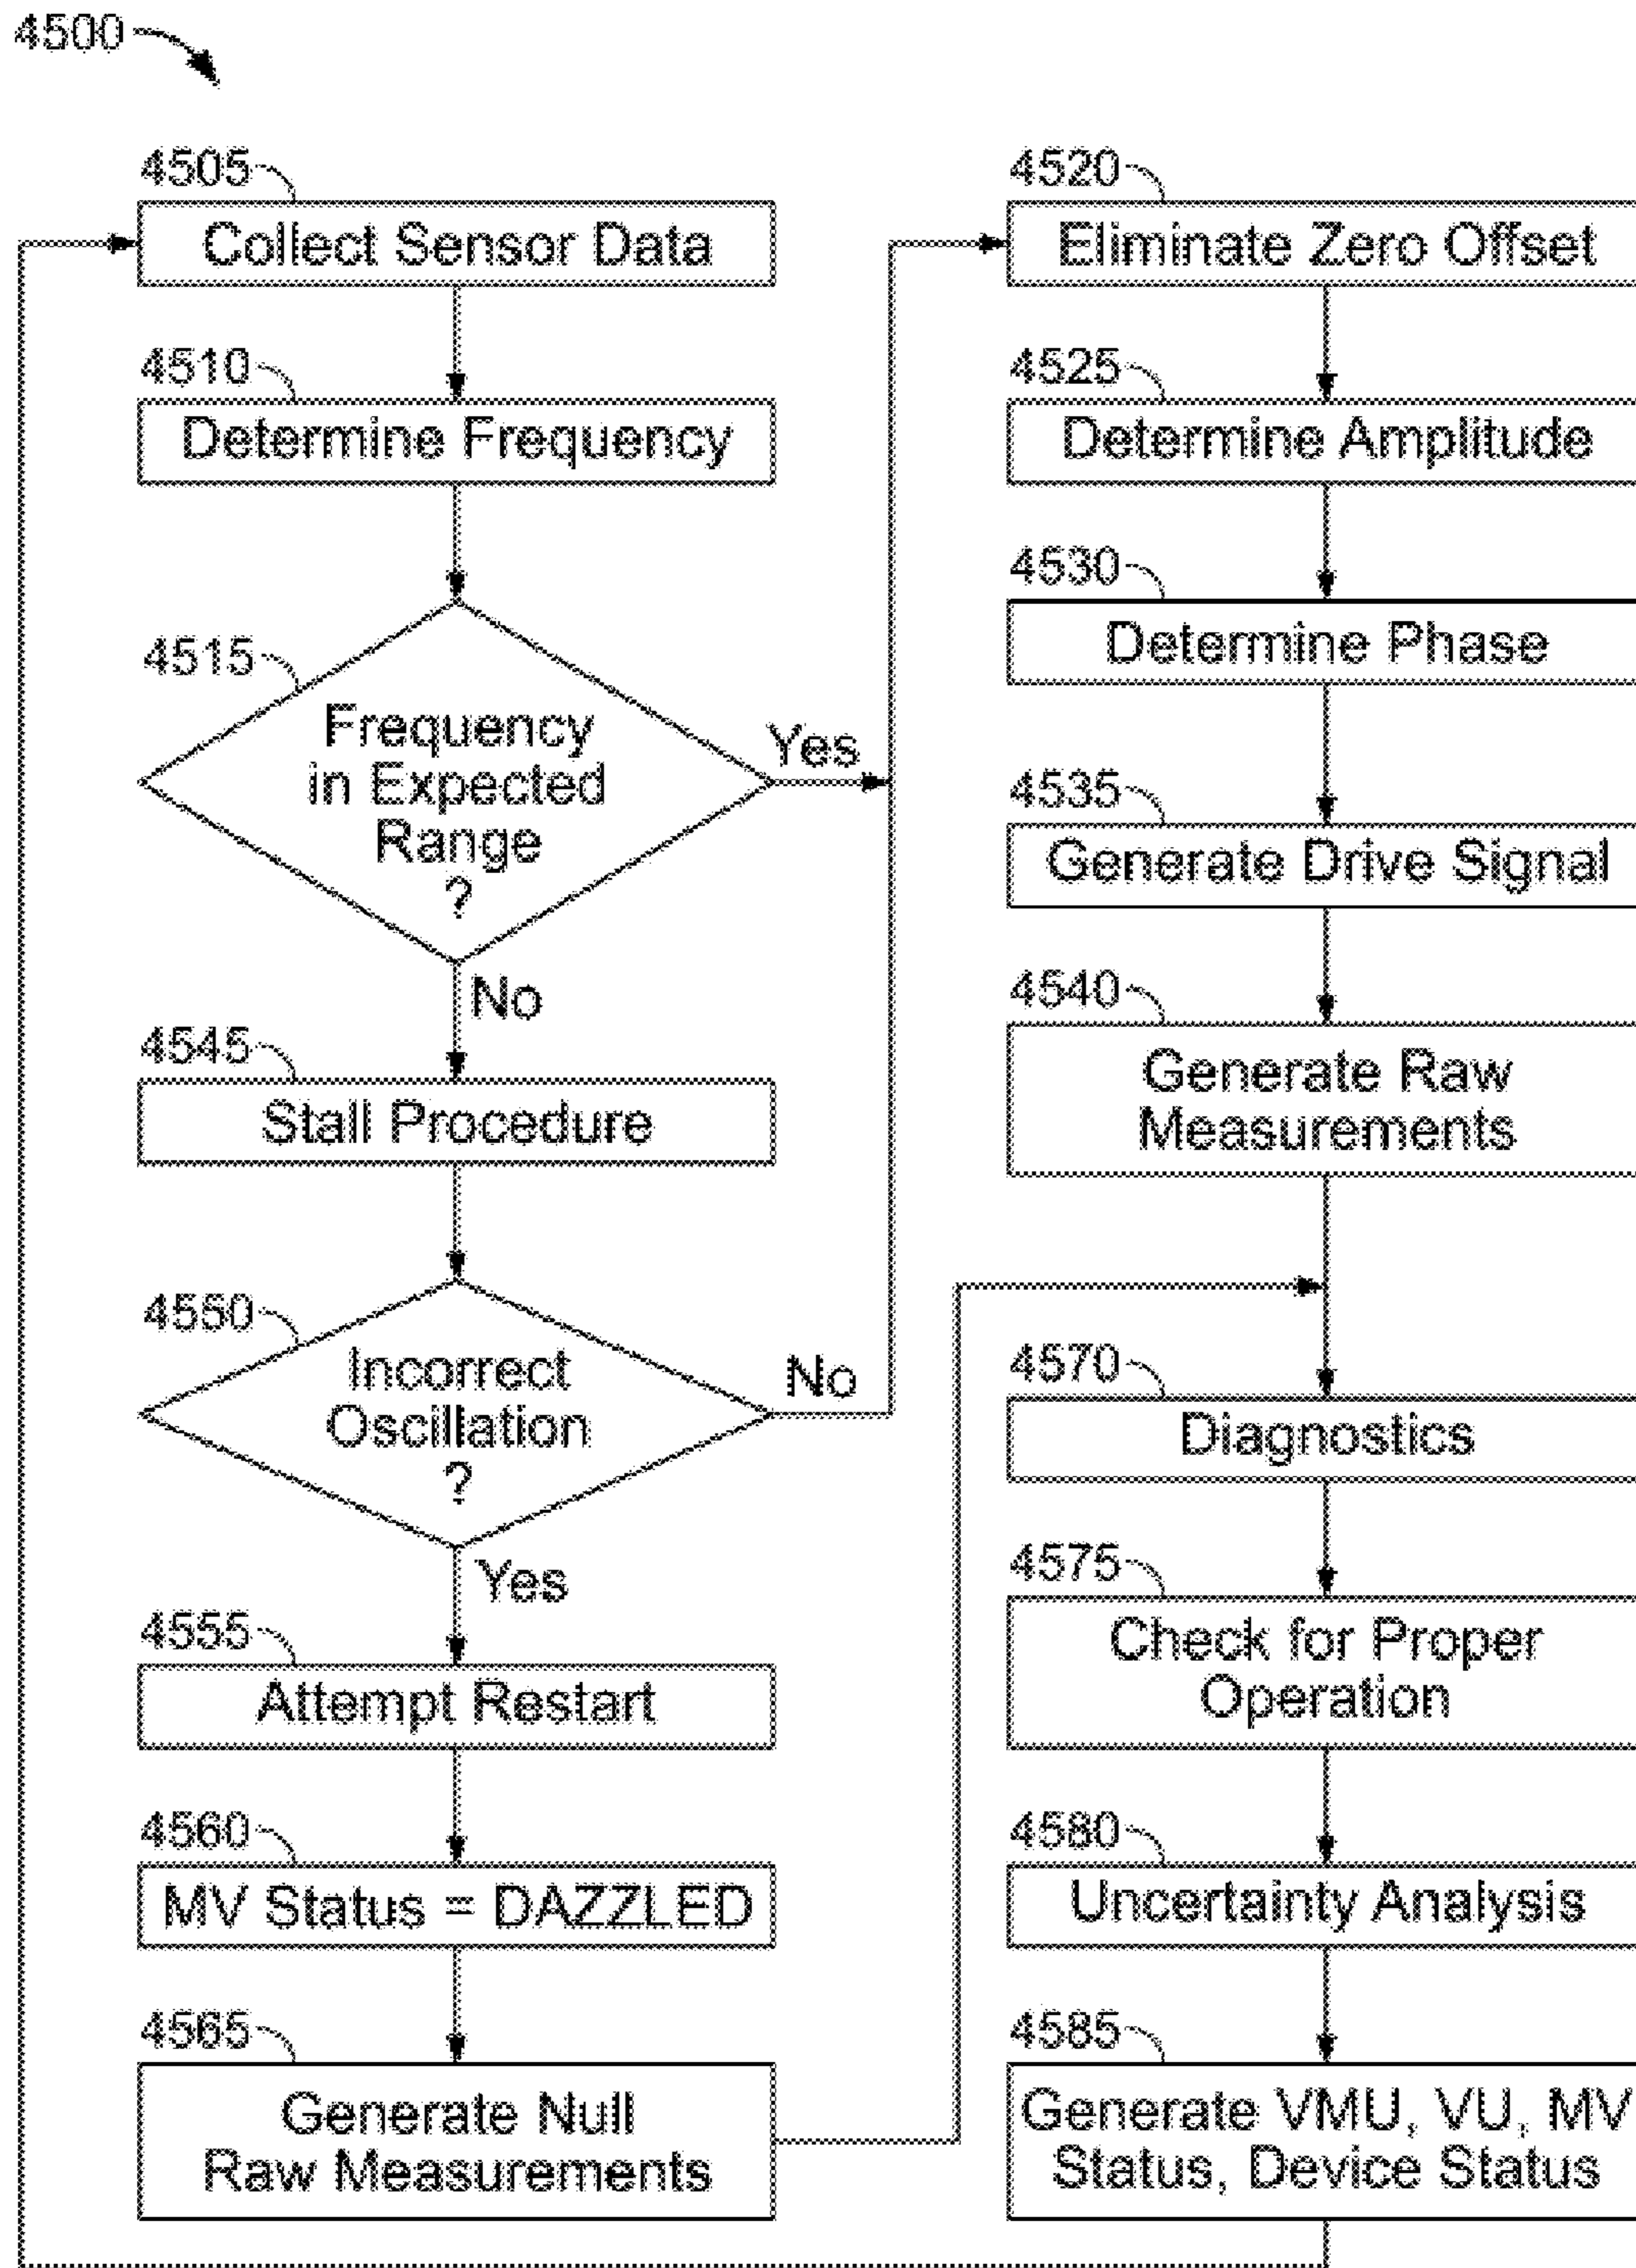 4500
4505
Collect Sensor Data
4510
Determine Frequency
4515
Frequency
in Expected
Range
?
Yes
No
4545
Stall Procedure
4550
Incorrect
Oscillation
?
No
Yes
4555
Attempt Restart
4560
MV Status = DAZZLED
4565
Generate Null
Raw Measurements
4520
Eliminate Zero Offset
4525
Determine Amplitude
4530
Determine Phase
4535
Generate Drive Signal
4540
Generate Raw
Measurements
4570
Diagnostics
4575
Check for Proper
Operation
4580
Uncertainty Analysis
4585
Generate VMU, VU, MV
Status, Device Status